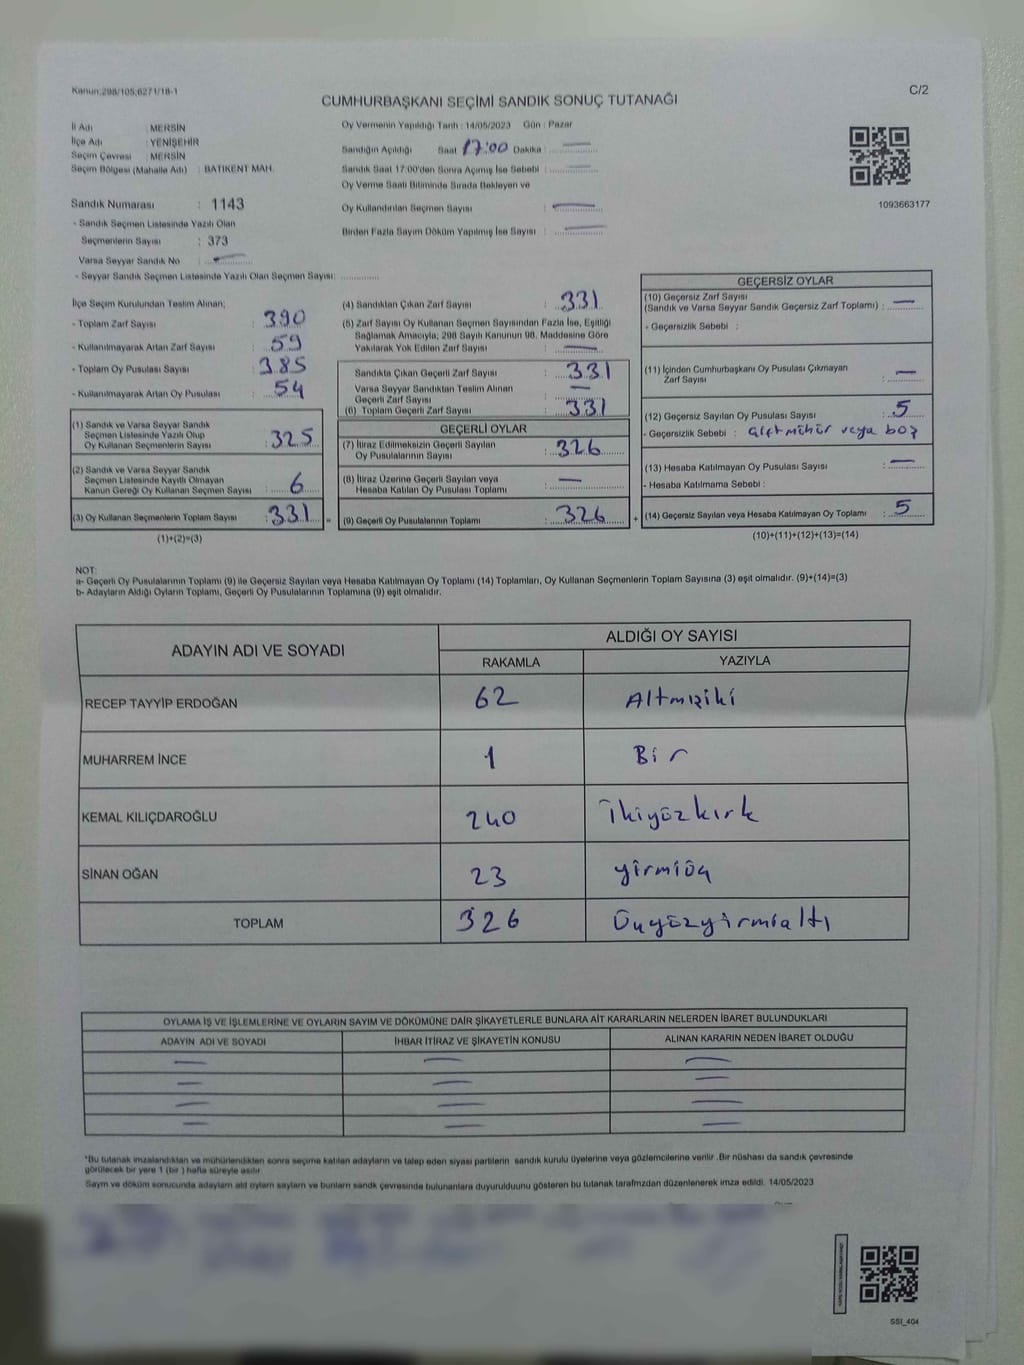 Kanun:298/105;6271/18-1
C/2
CUMHURBAŞKANI SEÇİMİ SANDIK SONUÇ TUTANAĞI
İl Adı : MERSİN
İlçe Adı : YENİŞEHİR
Seçim Çevresi : MERSİN
Seçim Bölgesi (Mahalle Adı) : BATIKENT MAH.
Sandık Numarası : 1143
- Sandık Seçmen Listesinde Yazılı Olan
Seçmenlerin Sayısı : 373
Varsa Seyyar Sandık No :
- Seyyar Sandık Seçmen Listesinde Yazılı Olan Seçmen Sayısı:
Oy Vermenin Yapıldığı Tarih : 14/05/2023 Gün : Pazar
Sandığın Açıldığı Saat 17:00 Dakika : —
Sandık Saat 17:00'den Sonra Açılmış İse Sebebi : —
Oy Verme Saati Bitiminde Sırada Bekleyen ve
Oy Kullandırılan Seçmen Sayısı : —
Birden Fazla Sayım Döküm Yapılmış İse Sayısı : —
1093663177
İlçe Seçim Kurulundan Teslim Alınan;
- Toplam Zarf Sayısı : 390
- Kullanılmayarak Artan Zarf Sayısı : 59
- Toplam Oy Pusulası Sayısı : 385
- Kullanılmayarak Artan Oy Pusulası : 54
(1) Sandık ve Varsa Seyyar Sandık
Seçmen Listesinde Yazılı Olup
Oy Kullanan Seçmen Sayısı : 325
(2) Sandık ve Varsa Seyyar Sandık
Seçmen Listesinde Kayıtlı Olmayan
Kanun Gereği Oy Kullanan Seçmen Sayısı : 6
(3) Oy Kullanan Seçmenlerin Toplam Sayısı : 331
(1)+(2)=(3)
(4) Sandıktan Çıkan Zarf Sayısı : 331
(5) Zarf Sayısı Oy Kullanan Seçmen Sayısından Fazla İse, Eşitliği
Sağlamak Amacıyla; 298 Sayılı Kanunun 98. Maddesine Göre
Yakılarak Yok Edilen Zarf Sayısı : —
Sandıkta Çıkan Geçerli Zarf Sayısı : 331
Varsa Seyyar Sandıktan Teslim Alınan
Geçerli Zarf Sayısı : —
(6) Toplam Geçerli Zarf Sayısı : 331
GEÇERLİ OYLAR
(7) İtiraz Edilmeksizin Geçerli Sayılan
Oy Pusulalarının Sayısı : 326
(8) İtiraz Üzerine Geçerli Sayılan veya
Hesaba Katılan Oy Pusulası Toplamı : —
= (9) Geçerli Oy Pusulalarının Toplamı : 326 +
GEÇERSİZ OYLAR
(10) Geçersiz Zarf Sayısı
(Sandık ve Varsa Seyyar Sandık Geçersiz Zarf Toplamı) : —
- Geçersizlik Sebebi :
(11) İçinden Cumhurbaşkanı Oy Pusulası Çıkmayan
Zarf Sayısı : —
(12) Geçersiz Sayılan Oy Pusulası Sayısı : 5
- Geçersizlik Sebebi : çift mühür veya boş
(13) Hesaba Katılmayan Oy Pusulası Sayısı : —
- Hesaba Katılmama Sebebi :
(14) Geçersiz Sayılan veya Hesaba Katılmayan Oy Toplamı : 5
(10)+(11)+(12)+(13)=(14)
NOT:
a- Geçerli Oy Pusulalarının Toplamı (9) ile Geçersiz Sayılan veya Hesaba Katılmayan Oy Toplamı (14) Toplamları, Oy Kullanan Seçmenlerin Toplam Sayısına (3) eşit olmalıdır. (9)+(14)=(3)
b- Adayların Aldığı Oyların Toplamı, Geçerli Oy Pusulalarının Toplamına (9) eşit olmalıdır.
ADAYIN ADI VE SOYADI ALDIĞI OY SAYISI
RAKAMLA YAZIYLA
RECEP TAYYİP ERDOĞAN 62 Altmışiki
MUHARREM İNCE 1 Bir
KEMAL KILIÇDAROĞLU 240 İkiyüzkırk
SİNAN OĞAN 23 yirmiüç
TOPLAM 326 Üçyüzyirmialtı
OYLAMA İŞ VE İŞLEMLERİNE VE OYLARIN SAYIM VE DÖKÜMÜNE DAİR ŞİKAYETLERLE BUNLARA AİT KARARLARIN NELERDEN İBARET BULUNDUKLARI
ADAYIN ADI VE SOYADI İHBAR İTİRAZ VE ŞİKAYETİN KONUSU ALINAN KARARIN NEDEN İBARET OLDUĞU
— — —
— — —
— — —
— — —
*Bu tutanak imzalandıktan ve mühürlendikten sonra seçime katılan adayların ve talep eden siyasi partilerin sandık kurulu üyelerine veya gözlemcilerine verilir .Bir nüshası da sandık çevresinde
görülecek bir yere 1 (bir ) hafta süreyle asılır.
Sayım ve döküm sonucunda adayların ald oyların sayıları ve bunların sandk çevresinde bulunanlara duyurulduunu gösteren bu tutanak tarafmzdan düzenlenerek imza edildi. 14/05/2023
SSI_404